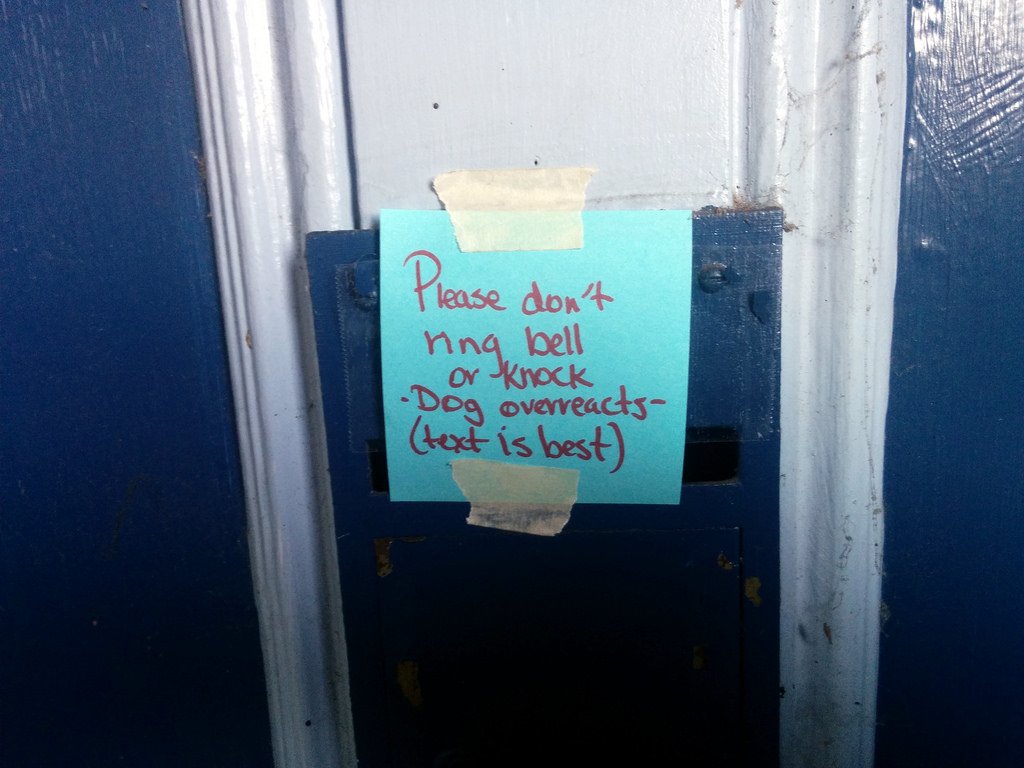 Please don't
ring bell
or knock
-Dog overreacts-
(text is best)